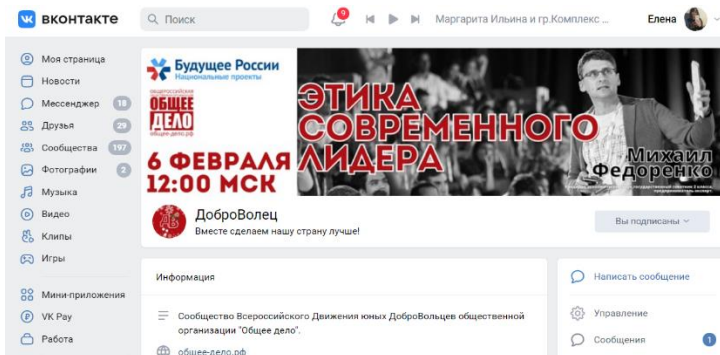 вконтакте
Поиск
9
Маргарита Ильина и гр.Комплекс ...
Елена
Моя страница
Новости
Мессенджер 18
Друзья 29
Сообщества 197
Фотографии 2
Музыка
Видео
Клипы
Игры
Мини-приложения
VK Pay
Работа
Будущее России
Национальные проекты
ОБЩЕЕ
ДЕЛО
общее-дело.рф
6 ФЕВРАЛЯ
12:00 МСК
ЭТИКА
СОВРЕМЕННОГО
ЛИДЕРА
Михаил
Федоренко
ДоброВолец
Вместе сделаем нашу страну лучше!
Вы подписаны
Информация
Сообщество Всероссийского Движения юных ДоброВольцев общественной
организации "Общее дело".
общее-дело.рф
Написать сообщение
Управление
Сообщения 1